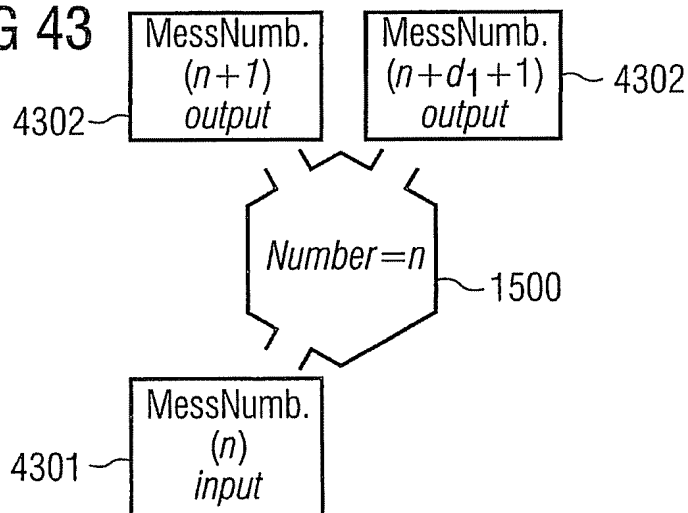 G 43
MessNumb.
(n+1)
output
4302
MessNumb.
(n+d1+1)
output
4302
Number=n
1500
MessNumb.
(n)
input
4301